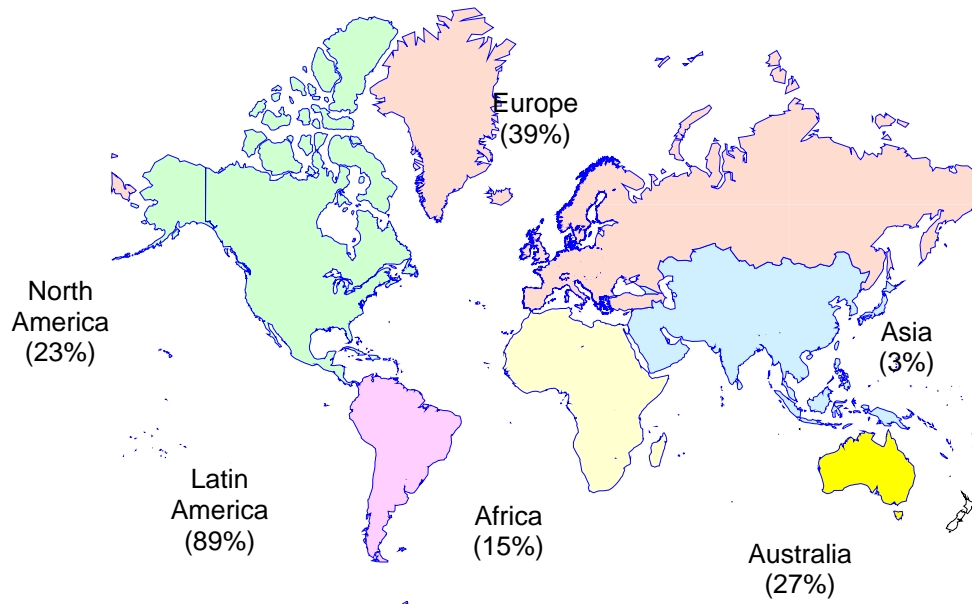 Europe
(39%)
North
America
(23%)
Asia
(3%)
Latin
America
(89%)
Africa
(15%)
Australia
(27%)